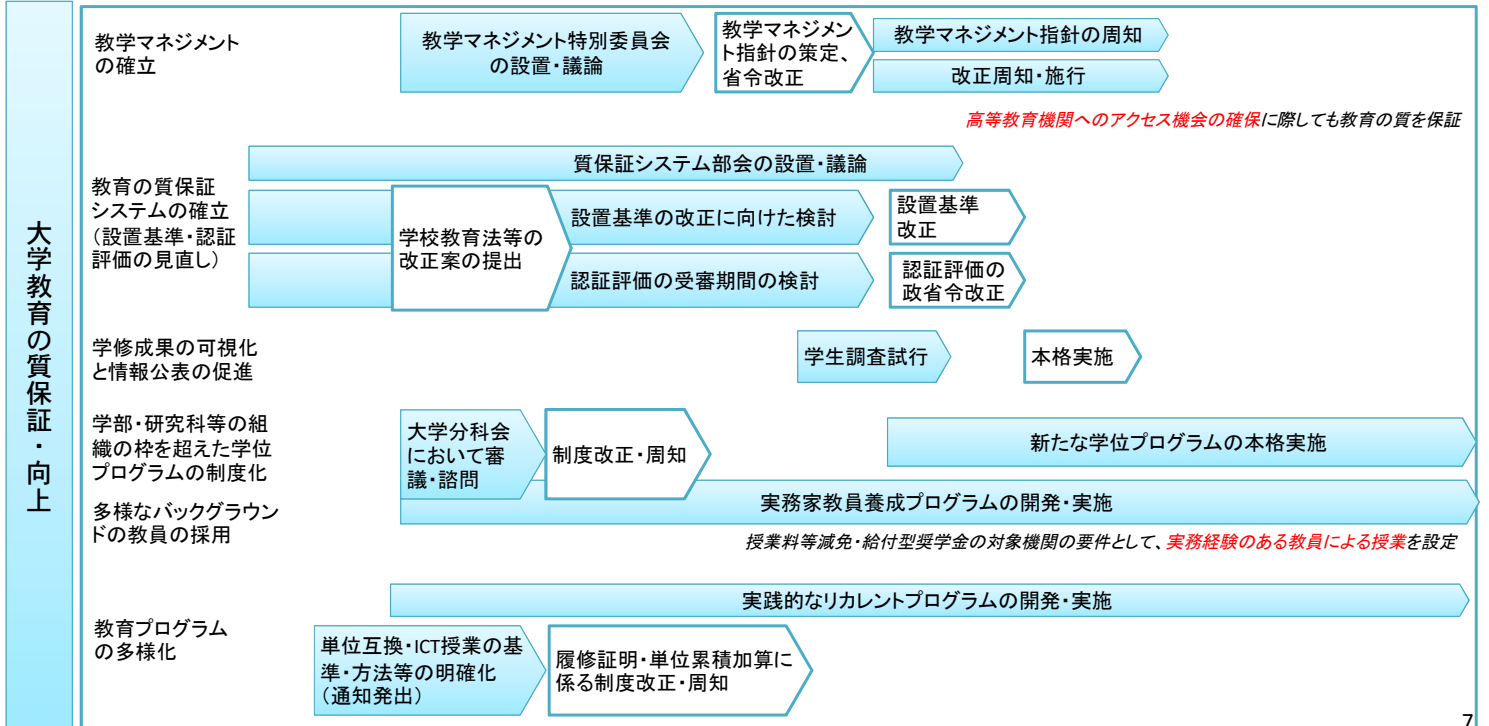 大学教育の質保証・向上
教学マネジメント
の確立
教学マネジメント特別委員会
の設置・議論
教学マネジメン
ト指針の策定、
省令改正
教学マネジメント指針の周知
改正周知・施行
高等教育機関へのアクセス機会の確保に際しても教育の質を保証
教育の質保証
システムの確立
（設置基準・認証
評価の見直し）
質保証システム部会の設置・議論
学校教育法等の
改正案の提出
設置基準の改正に向けた検討
設置基準
改正
認証評価の受審期間の検討
認証評価の
政省令改正
学修成果の可視化
と情報公表の促進
学生調査試行
本格実施
学部・研究科等の組
織の枠を超えた学位
プログラムの制度化
大学分科会
において審
議・諮問
制度改正・周知
新たな学位プログラムの本格実施
多様なバックグラウン
ドの教員の採用
実務家教員養成プログラムの開発・実施
授業料等減免・給付型奨学金の対象機関の要件として、実務経験のある教員による授業を設定
教育プログラム
の多様化
実践的なリカレントプログラムの開発・実施
単位互換・ICT授業の基
準・方法等の明確化
（通知発出）
履修証明・単位累積加算に
係る制度改正・周知
7